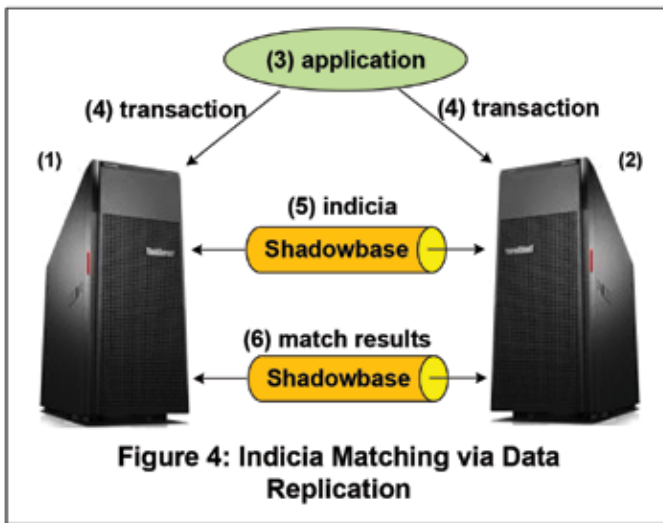 (3) application
(4) transaction
(4) transaction
(1)
(2)
(5) indicia
Shadowbase
(6) match results
Shadowbase
Figure 4: Indicia Matching via Data
Replication